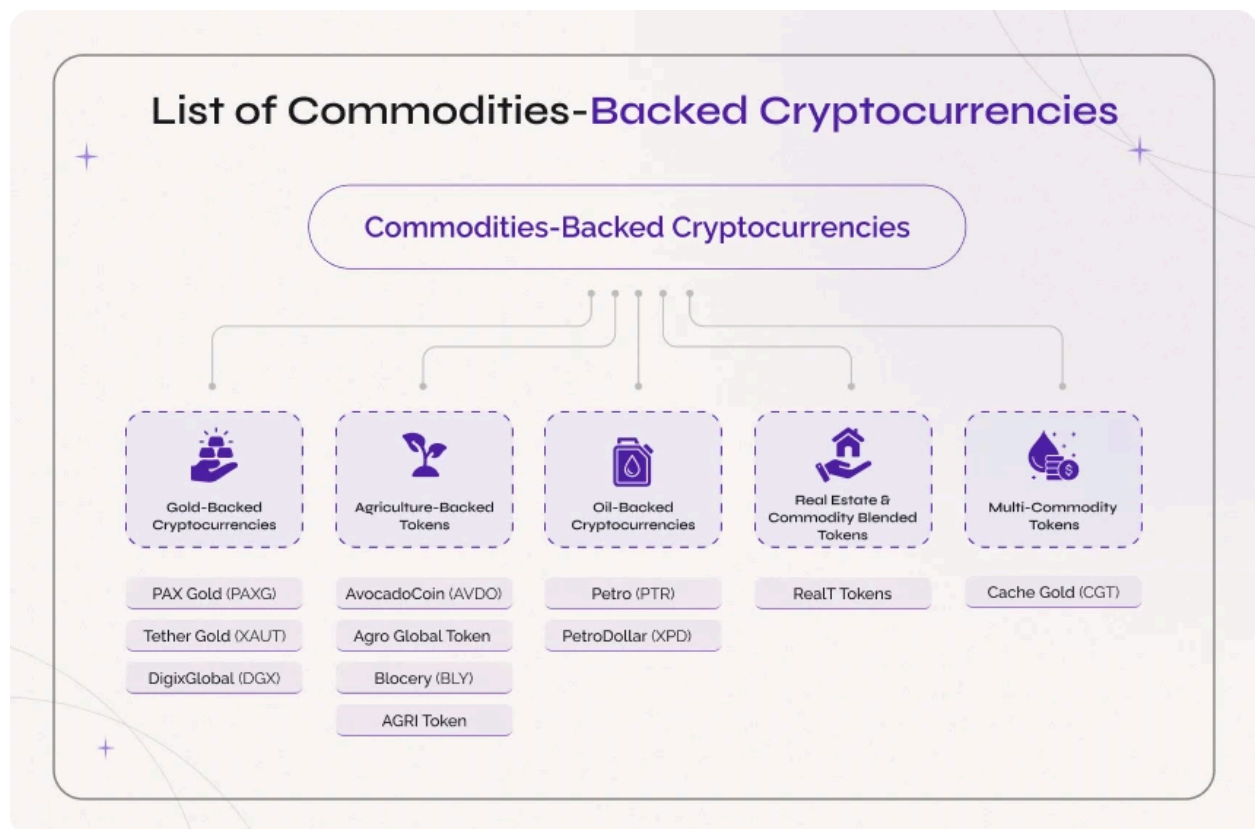 List of Commodities-Backed Cryptocurrencies
Commodities-Backed Cryptocurrencies
Gold-Backed
Cryptocurrencies
PAX Gold (PAXG)
Tether Gold (XAUT)
DigixGlobal (DGX)
Agriculture-Backed
Tokens
AvocadoCoin (AVDO)
Agro Global Token
Blocery (BLY)
AGRI Token
Oil-Backed
Cryptocurrencies
Petro (PTR)
PetroDollar (XPD)
Real Estate &
Commodity Blended
Tokens
RealT Tokens
Multi-Commodity
Tokens
Cache Gold (CGT)